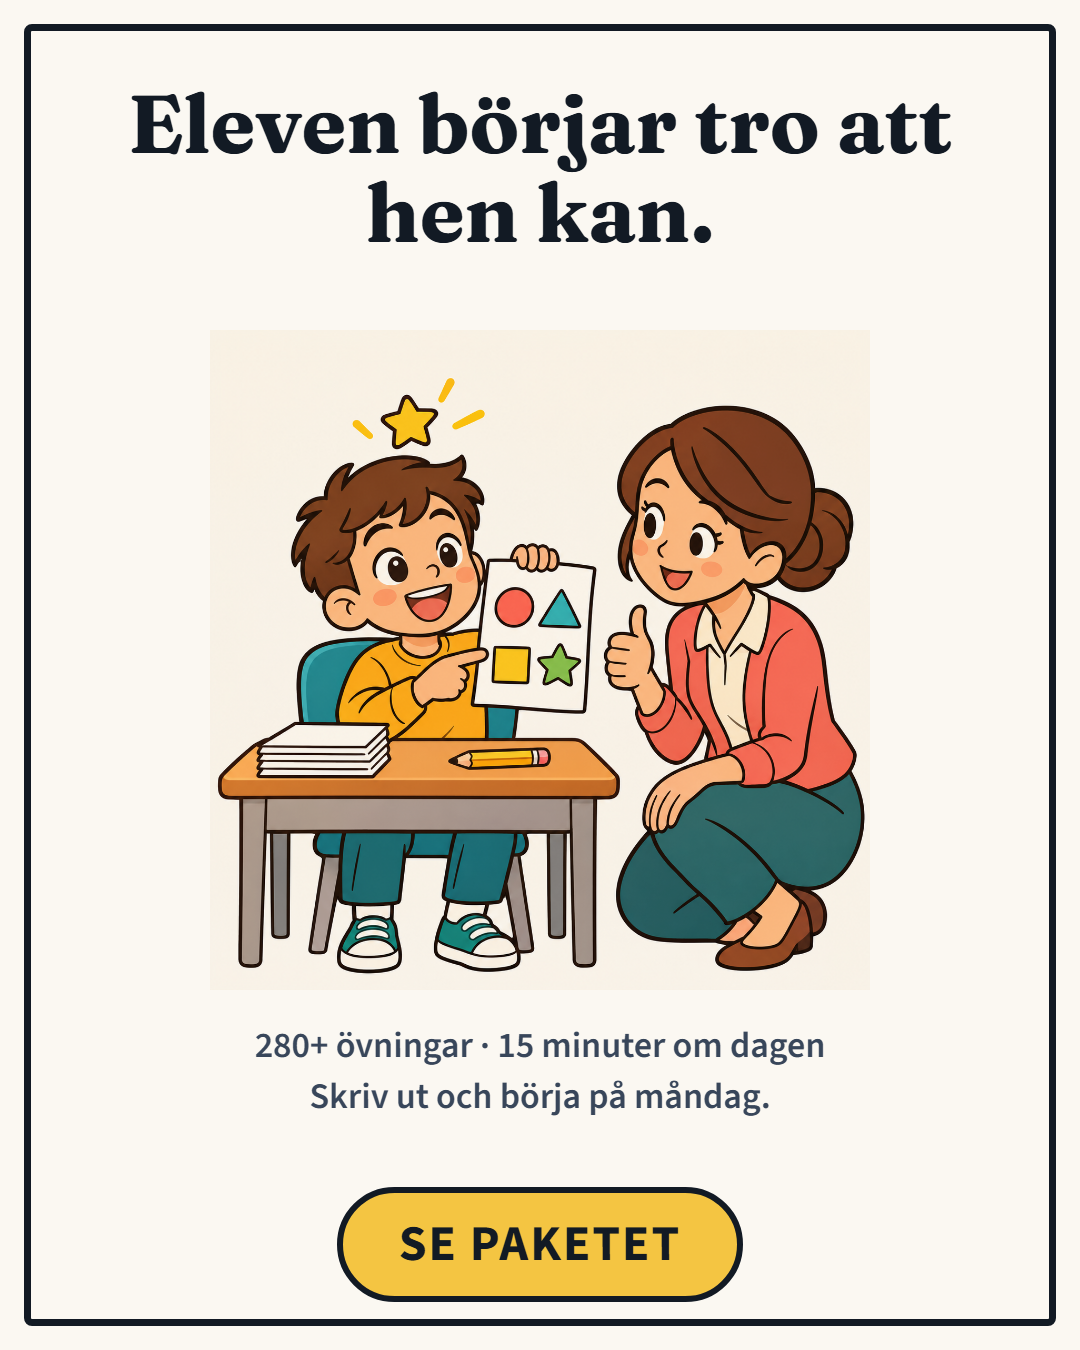 Eleven börjar tro att
hen kan.
280+ övningar · 15 minuter om dagen
Skriv ut och börja på måndag.
SE PAKETET